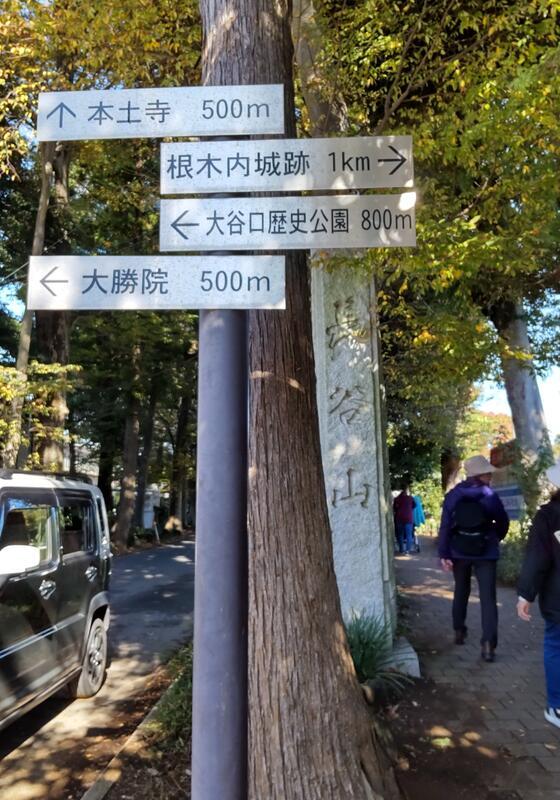 ↑ 本土寺 500m
根木内城跡 1km →
← 大谷口歴史公園 800m
← 大勝院 500m
長谷山